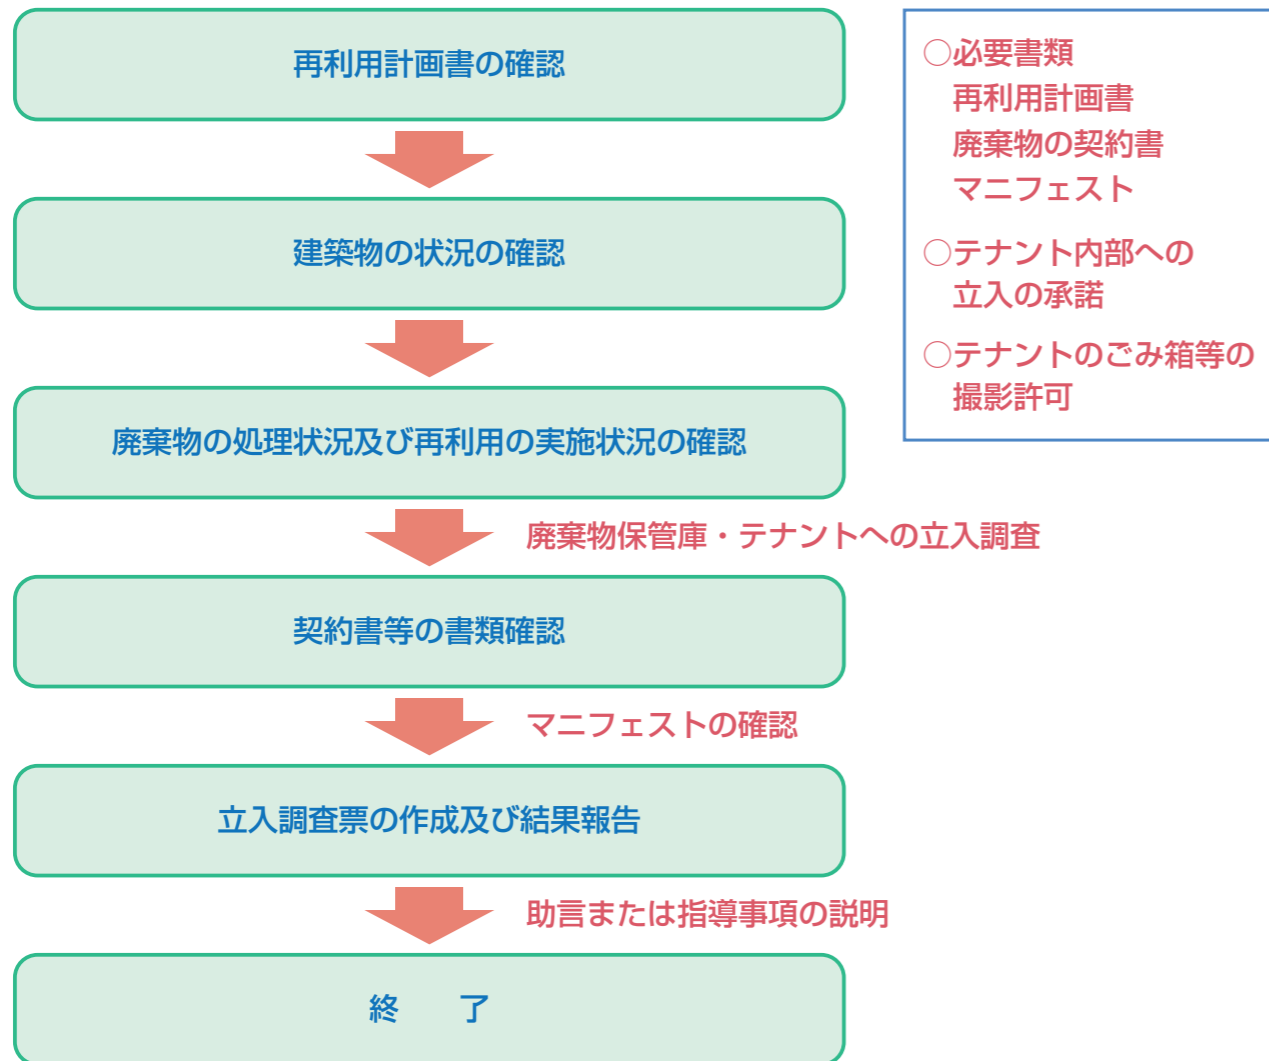 再利用計画書の確認
建築物の状況の確認
廃棄物の処理状況及び再利用の実施状況の確認
廃棄物保管庫・テナントへの立入調査
契約書等の書類確認
マニフェストの確認
立入調査票の作成及び結果報告
助言または指導事項の説明
終　　了
○必要書類
再利用計画書
廃棄物の契約書
マニフェスト
○テナント内部への
立入の承諾
○テナントのごみ箱等の
撮影許可